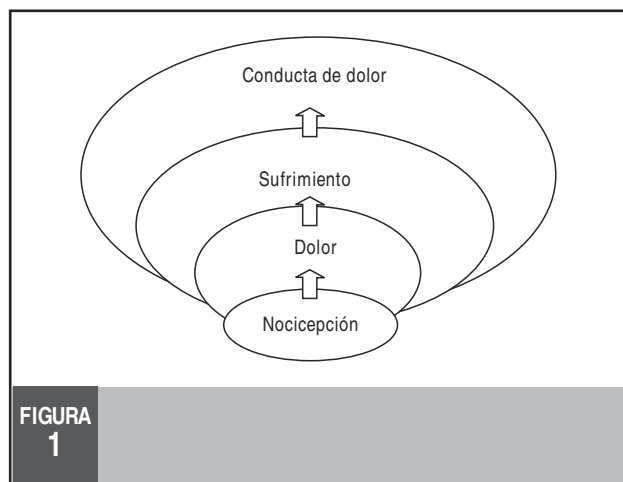 Conducta de dolor
Sufrimiento
Dolor
Nocicepción
FIGURA
1